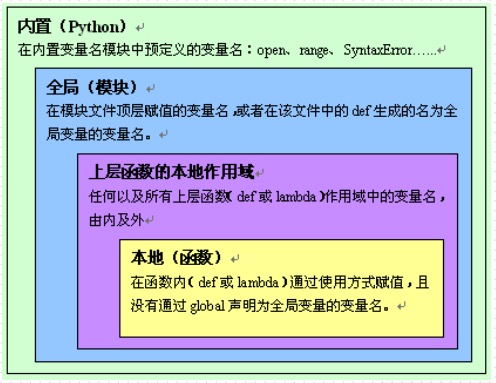 内置（Python）
在内置变量名模块中预定义的变量名：open、range、SyntaxError……
全局（模块）
在模块文件顶层赋值的变量名,或者在该文件中的 def 生成的名为全
局变量的变量名。
上层函数的本地作用域
任何以及所有上层函数( def 或 lambda )作用域中的变量名，
由内及外
本地（函数）
在函数内( def 或 lambda )通过使用方式赋值，且
没有通过 global 声明为全局变量的变量名。